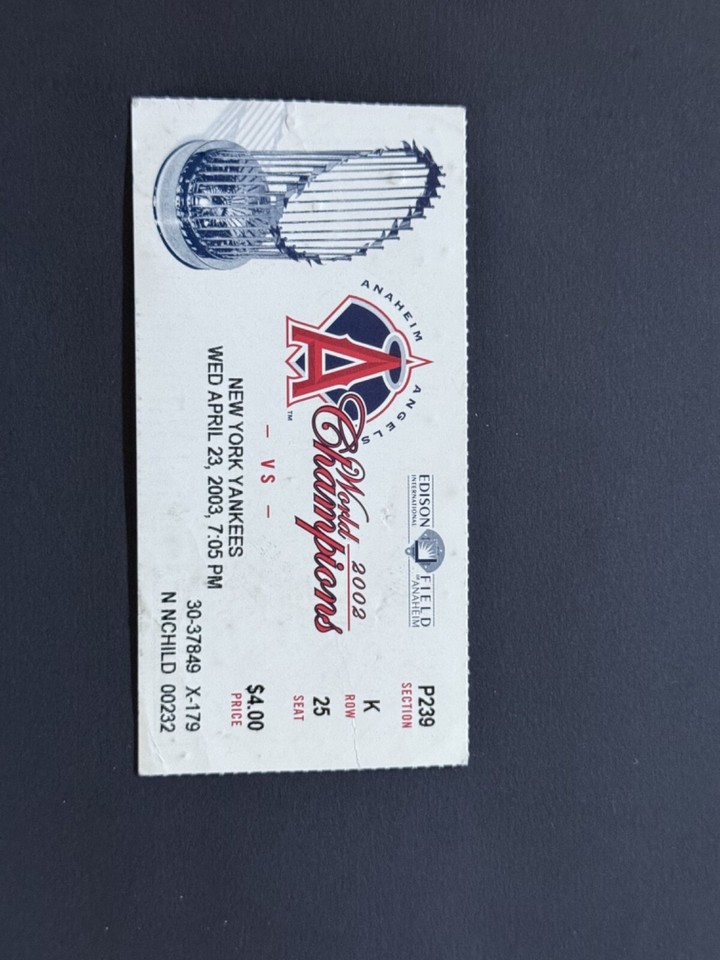 ANAHEIM ANGELS
A
TM
2002
World
Champions
— VS —
NEW YORK YANKEES
WED APRIL 23, 2003, 7:05 PM
EDISON FIELD
INTERNATIONAL OF ANAHEIM
P239
SECTION
K
ROW
25
SEAT
$4.00
PRICE
30-37849 X-179
N NCHILD 00232